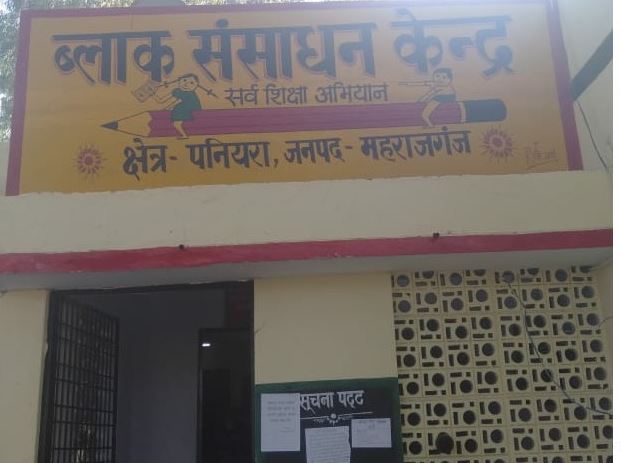 ब्लाक संसाधन केन्द्र
सर्व शिक्षा अभियान
क्षेत्र- पनियरा, जनपद- महराजगंज
सूचना पट्ट